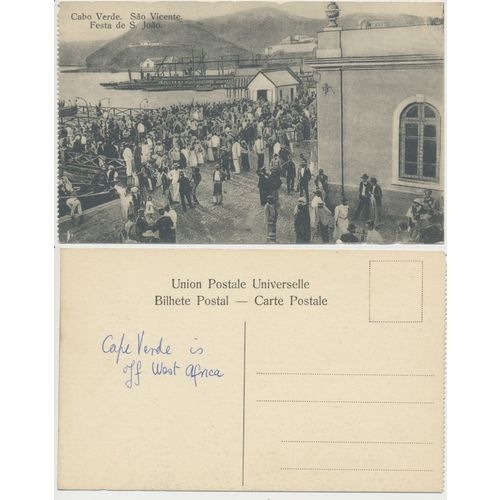 Cabo Verde. São Vicente.
Festa de S. João.
Union Postale Universelle
Bilhete Postal — Carte Postale
Cape Verde is
off West Africa